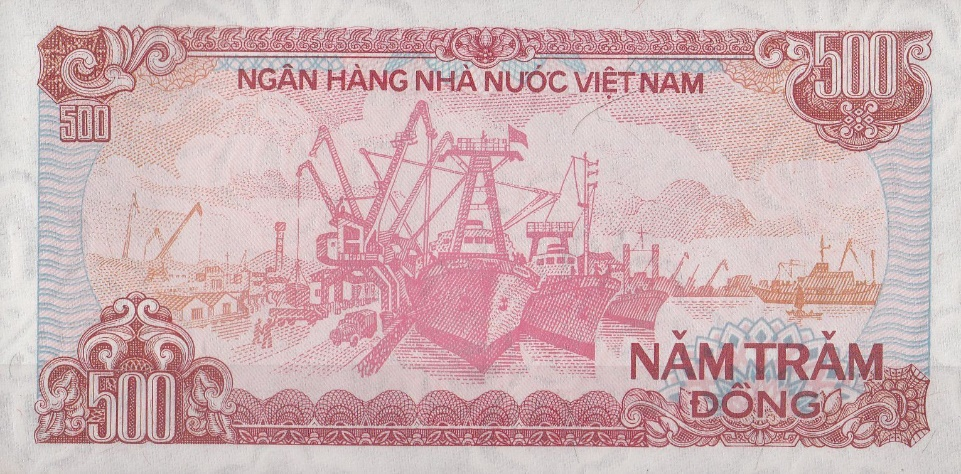 500
NGÂN HÀNG NHÀ NƯỚC VIỆT NAM
500
500
NĂM TRĂM
ĐỒNG